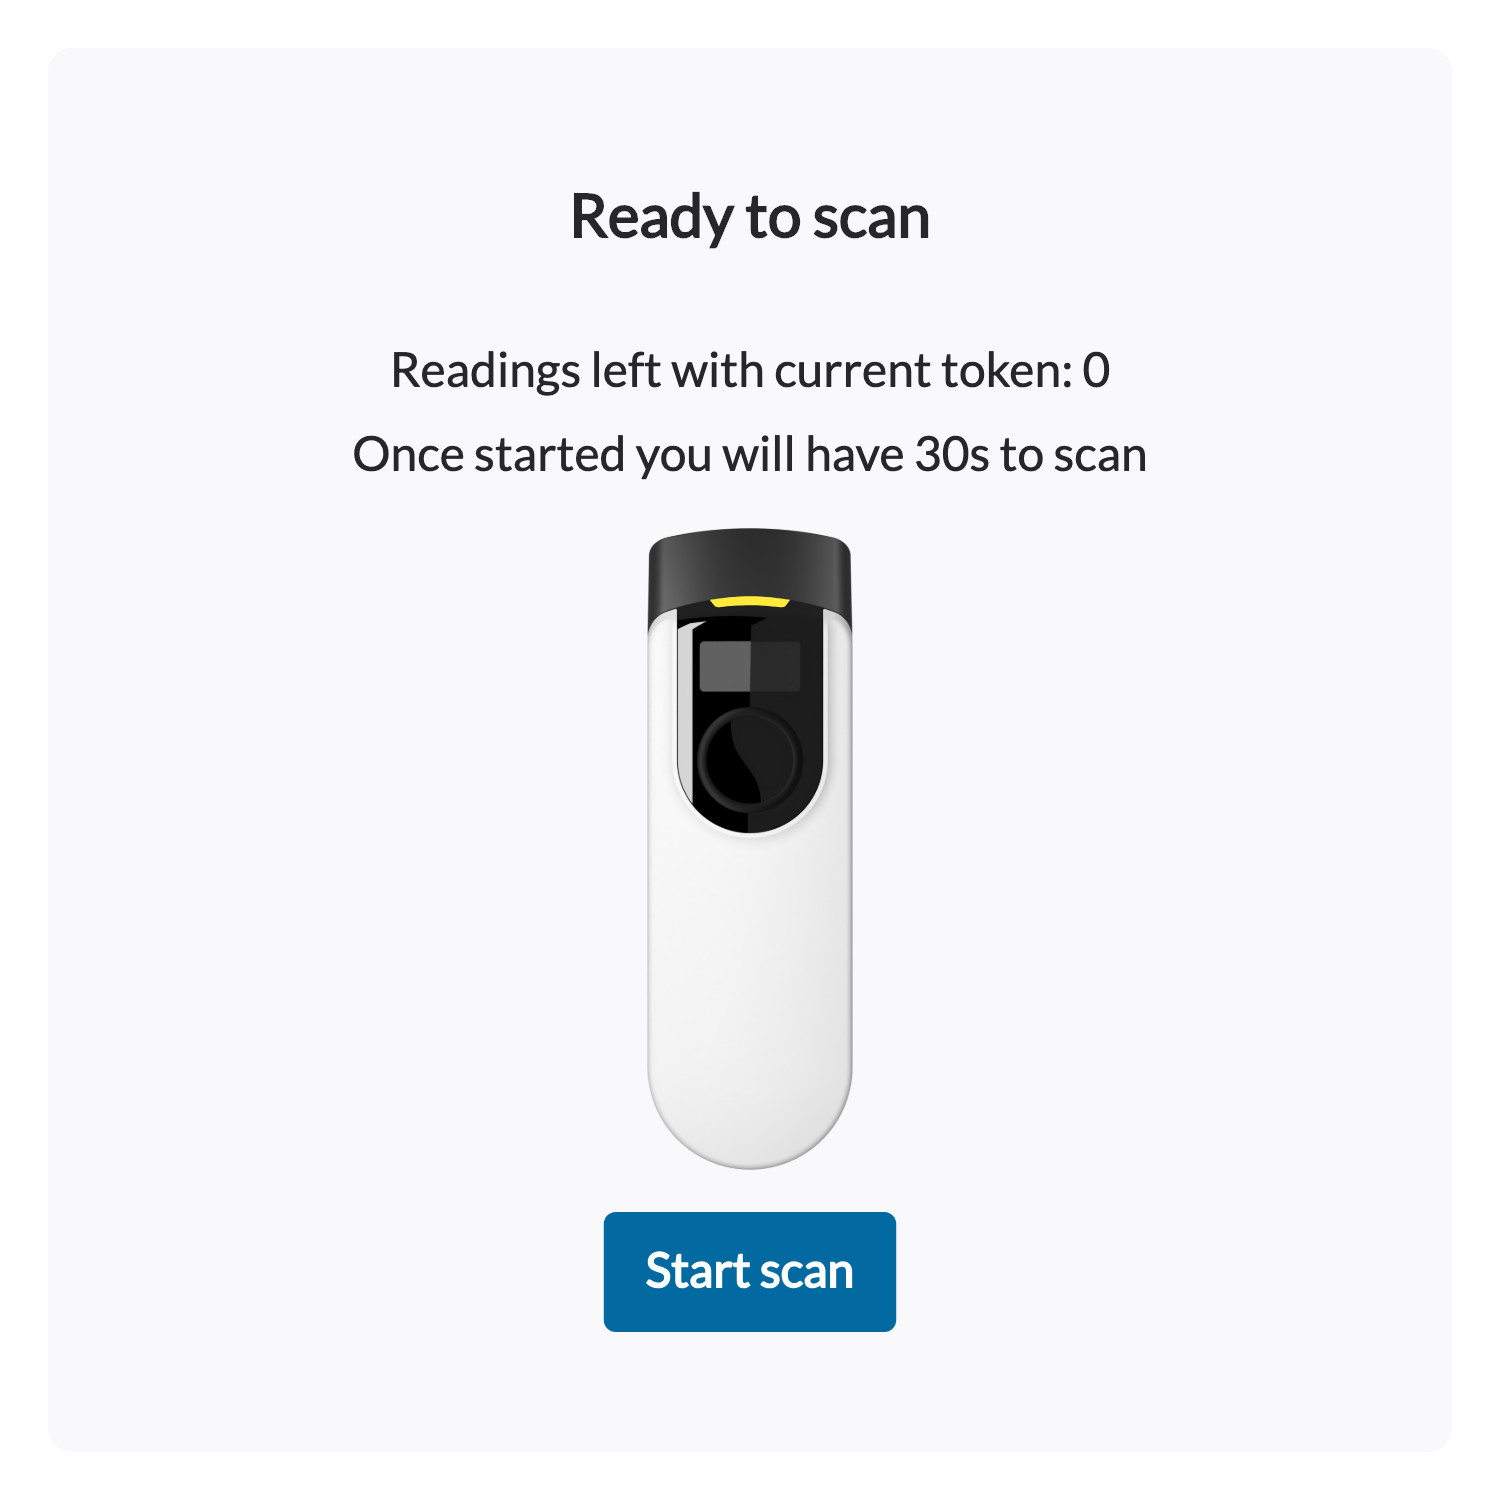 Ready to scan
Readings left with current token: 0
Once started you will have 30s to scan
Start scan